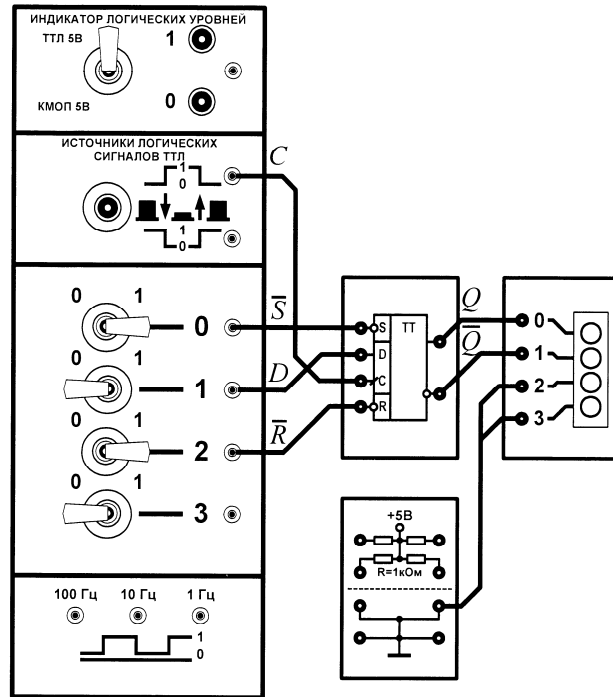 ИНДИКАТОР ЛОГИЧЕСКИХ УРОВНЕЙ
ТТЛ 5В
1
КМОП 5В
0
ИСТОЧНИКИ ЛОГИЧЕСКИХ
СИГНАЛОВ ТТЛ
1
0
1
0
C
0 1
0
S̅
0 1
1
D
0 1
2
R̅
0 1
3
100 Гц 10 Гц 1 Гц
1
0
S TT
D
C
R
Q
Q̅
0
1
2
3
+5В
R=1кОм